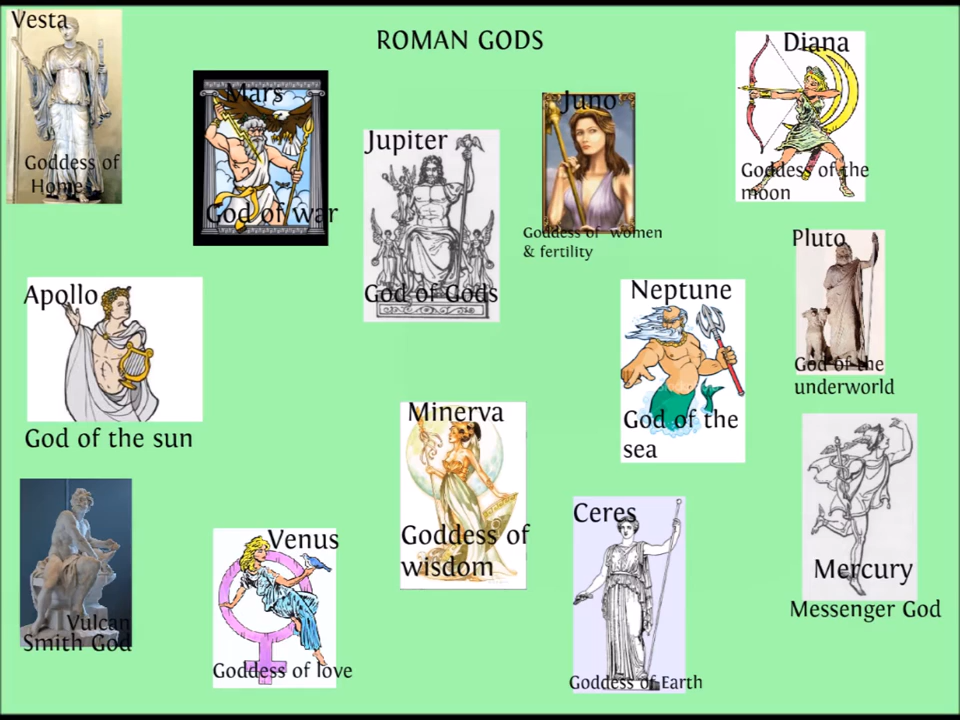 ROMAN GODS
Vesta
Goddess of
Home
Mars
God of war
Jupiter
God of Gods
Juno
Goddess of women
& fertility
Diana
Goddess of the
moon
Apollo
God of the sun
Neptune
God of the
sea
Pluto
God of the
underworld
Minerva
Goddess of
wisdom
Vulcan
Smith God
Venus
Goddess of love
Ceres
Goddess of Earth
Mercury
Messenger God